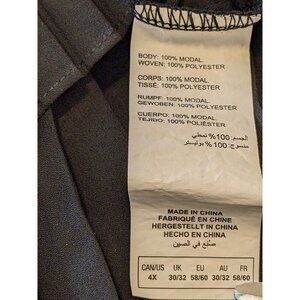 BODY: 100% MODAL
WOVEN: 100% POLYESTER
CORPS: 100% MODAL
TISSÉ: 100% POLYESTER
RUMPF: 100% MODAL
GEWOBEN: 100% POLYESTER
CUERPO: 100% MODAL
TEJIDO: 100% POLIÉSTER
الجسم: 100% نمحلي
منسوج: 100% بوليستر
MADE IN CHINA
FABRIQUÉ EN CHINE
HERGESTELLT IN CHINA
HECHO EN CHINA
صنع في الصين
CAN/US UK EU AU FR
4X 30/32 58/60 30/32 58/60